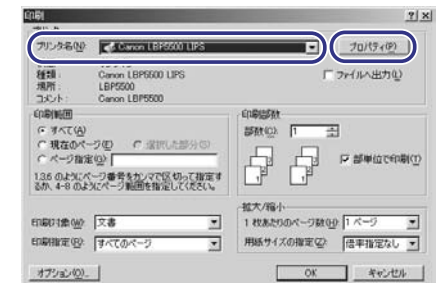 印刷
プリンタ名(N): Canon LBP5500 LIPS プロパティ(P)
種類: Canon LBP5500 LIPS ファイルへ出力(L)
場所: LBP5500
コメント: Canon LBP5500
印刷範囲 印刷部数
すべて(A) 部数(C): 1
現在のページ(E) 選択した部分(S)
ページ指定(G): 部単位で印刷(T)
1,3,6 のようにページ番号をカンマで区切って指定す
るか、4-8 のようにページ範囲を指定してください。
拡大/縮小
印刷対象(W): 文書 1 枚あたりのページ数(H): 1 ページ
印刷指定(R): すべてのページ 用紙サイズの指定(Z): 倍率指定なし
オプション(O)... OK キャンセル